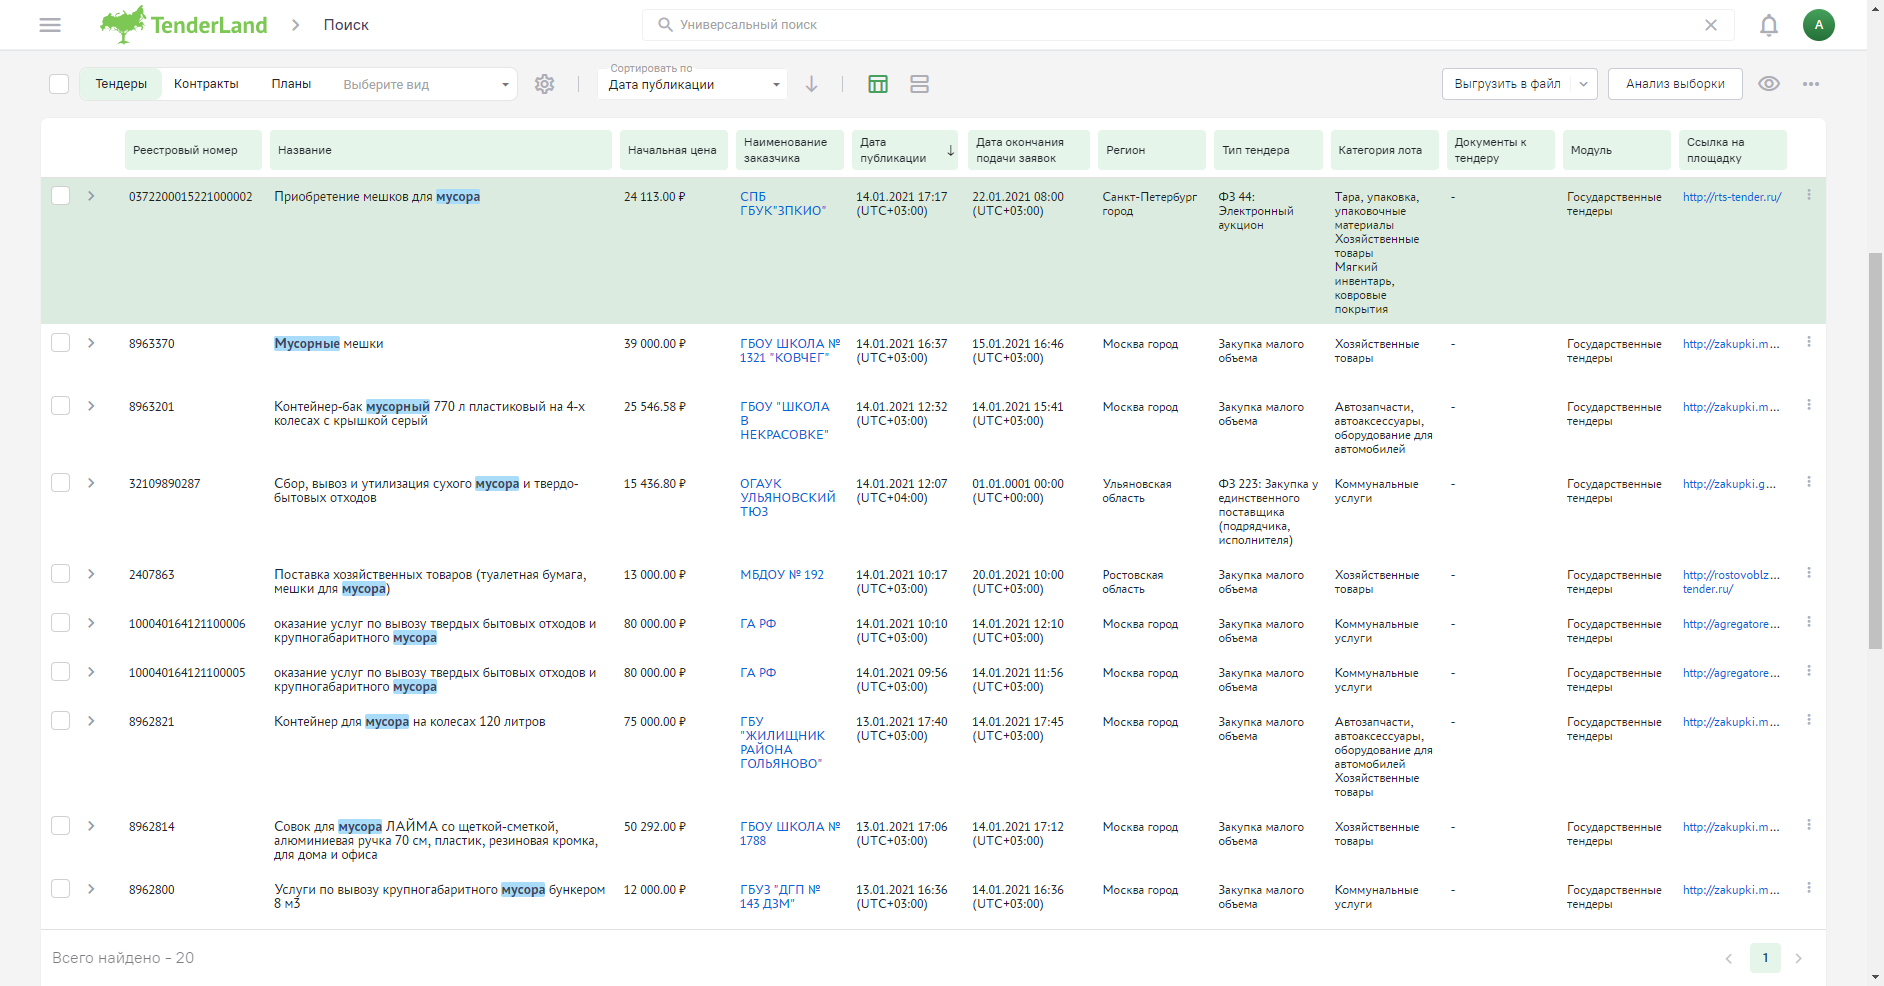 TenderLand
Поиск
Универсальный поиск
A
Тендеры
Контракты
Планы
Выберите вид
Сортировать по
Дата публикации
Выгрузить в файл
Анализ выборки
Реестровый номер
Название
Начальная цена
Наименование
заказчика
Дата
публикации
Дата окончания
подачи заявок
Регион
Тип тендера
Категория лота
Документы к
тендеру
Модуль
Ссылка на
площадку
0372200015221000002
Приобретение мешков для мусора
24 113.00 ₽
СПБ
ГБУК"ЗПКИО"
14.01.2021 17:17
(UTC+03:00)
22.01.2021 08:00
(UTC+03:00)
Санкт-Петербург
город
ФЗ 44:
Электронный
аукцион
Тара, упаковка,
упаковочные
материалы
Хозяйственные
товары
Мягкий
инвентарь,
ковровые
покрытия
-
Государственные
тендеры
http://rts-tender.ru/
8963370
Мусорные мешки
39 000.00 ₽
ГБОУ ШКОЛА №
1321 "КОВЧЕГ"
14.01.2021 16:37
(UTC+03:00)
15.01.2021 16:46
(UTC+03:00)
Москва город
Закупка малого
объема
Хозяйственные
товары
-
Государственные
тендеры
http://zakupki.m...
8963201
Контейнер-бак мусорный 770 л пластиковый на 4-х
колесах с крышкой серый
25 546.58 ₽
ГБОУ "ШКОЛА
В
НЕКРАСОВКЕ"
14.01.2021 12:32
(UTC+03:00)
14.01.2021 15:41
(UTC+03:00)
Москва город
Закупка малого
объема
Автозапчасти,
автоаксессуары,
оборудование для
автомобилей
-
Государственные
тендеры
http://zakupki.m...
32109890287
Сбор, вывоз и утилизация сухого мусора и твердо-
бытовых отходов
15 436.80 ₽
ОГАУК
УЛЬЯНОВСКИЙ
ТЮЗ
14.01.2021 12:07
(UTC+04:00)
01.01.0001 00:00
(UTC+00:00)
Ульяновская
область
ФЗ 223: Закупка у
единственного
поставщика
(подрядчика,
исполнителя)
Коммунальные
услуги
-
Государственные
тендеры
http://zakupki.g...
2407863
Поставка хозяйственных товаров (туалетная бумага,
мешки для мусора)
13 000.00 ₽
МБДОУ № 192
14.01.2021 10:17
(UTC+03:00)
20.01.2021 10:00
(UTC+03:00)
Ростовская
область
Закупка малого
объема
Хозяйственные
товары
-
Государственные
тендеры
http://rostovoblz...
tender.ru/
100040164121100006
оказание услуг по вывозу твердых бытовых отходов и
крупногабаритного мусора
80 000.00 ₽
ГА РФ
14.01.2021 10:10
(UTC+03:00)
14.01.2021 12:10
(UTC+03:00)
Москва город
Закупка малого
объема
Коммунальные
услуги
-
Государственные
тендеры
http://agregatore...
100040164121100005
оказание услуг по вывозу твердых бытовых отходов и
крупногабаритного мусора
80 000.00 ₽
ГА РФ
14.01.2021 09:56
(UTC+03:00)
14.01.2021 11:56
(UTC+03:00)
Москва город
Закупка малого
объема
Коммунальные
услуги
-
Государственные
тендеры
http://agregatore...
8962821
Контейнер для мусора на колесах 120 литров
75 000.00 ₽
ГБУ
"ЖИЛИЩНИК
РАЙОНА
ГОЛЬЯНОВО"
13.01.2021 17:40
(UTC+03:00)
14.01.2021 17:45
(UTC+03:00)
Москва город
Закупка малого
объема
Автозапчасти,
автоаксессуары,
оборудование для
автомобилей
Хозяйственные
товары
-
Государственные
тендеры
http://zakupki.m...
8962814
Совок для мусора ЛАЙМА со щеткой-сметкой,
алюминиевая ручка 70 см, пластик, резиновая кромка,
для дома и офиса
50 292.00 ₽
ГБОУ ШКОЛА №
1788
13.01.2021 17:06
(UTC+03:00)
14.01.2021 17:12
(UTC+03:00)
Москва город
Закупка малого
объема
Хозяйственные
товары
-
Государственные
тендеры
http://zakupki.m...
8962800
Услуги по вывозу крупногабаритного мусора бункером
8 м3
12 000.00 ₽
ГБУЗ "ДГП №
143 ДЗМ"
13.01.2021 16:36
(UTC+03:00)
14.01.2021 16:36
(UTC+03:00)
Москва город
Закупка малого
объема
Коммунальные
услуги
-
Государственные
тендеры
http://zakupki.m...
Всего найдено - 20
1